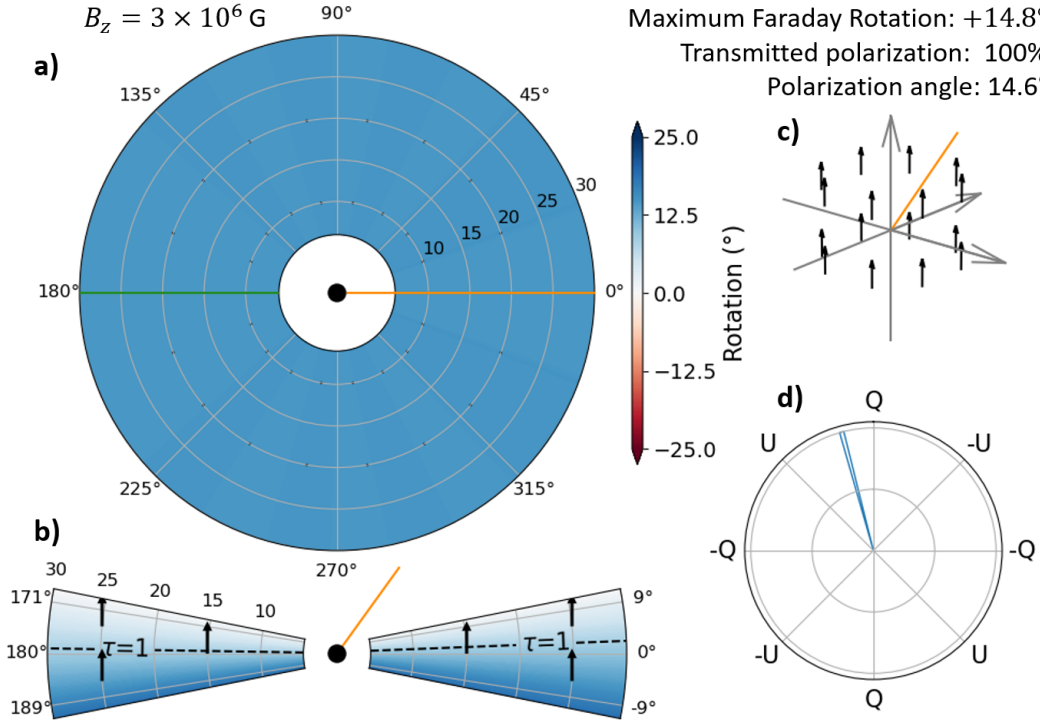 B_z = 3 × 10⁶ G
Maximum Faraday Rotation: +14.8°
Transmitted polarization: 100%
Polarization angle: 14.6°
a)
90°
135°
45°
30
25
20
15
10
180°
0°
225°
315°
270°
25.0
12.5
0.0
−12.5
−25.0
Rotation (°)
c)
b)
30
25
20
15
10
171°
9°
180°
τ=1
τ=1
0°
189°
-9°
d)
Q
U
-U
-Q
-Q
-U
U
Q